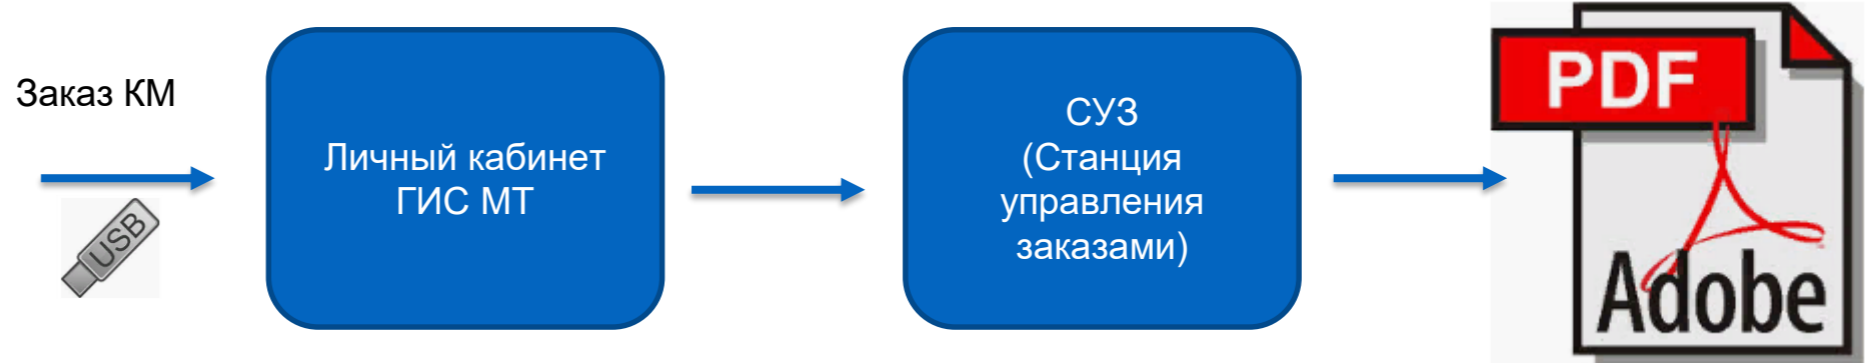 Заказ КМ
USB
Личный кабинет
ГИС МТ
СУЗ
(Станция
управления
заказами)
PDF
Adobe